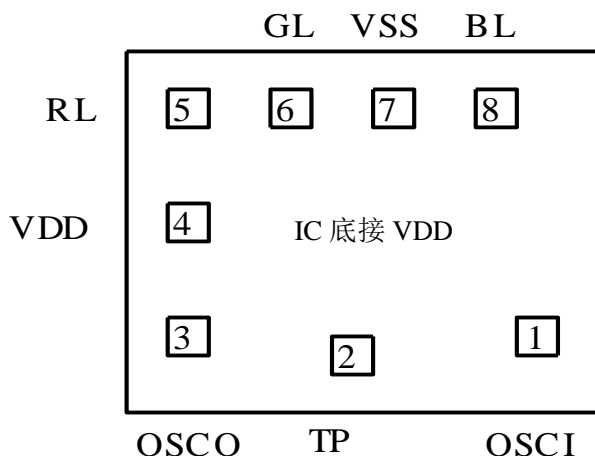 GL VSS BL
RL 5 6 7 8
VDD 4 IC 底接 VDD
3 2 1
OSCO TP OSCI